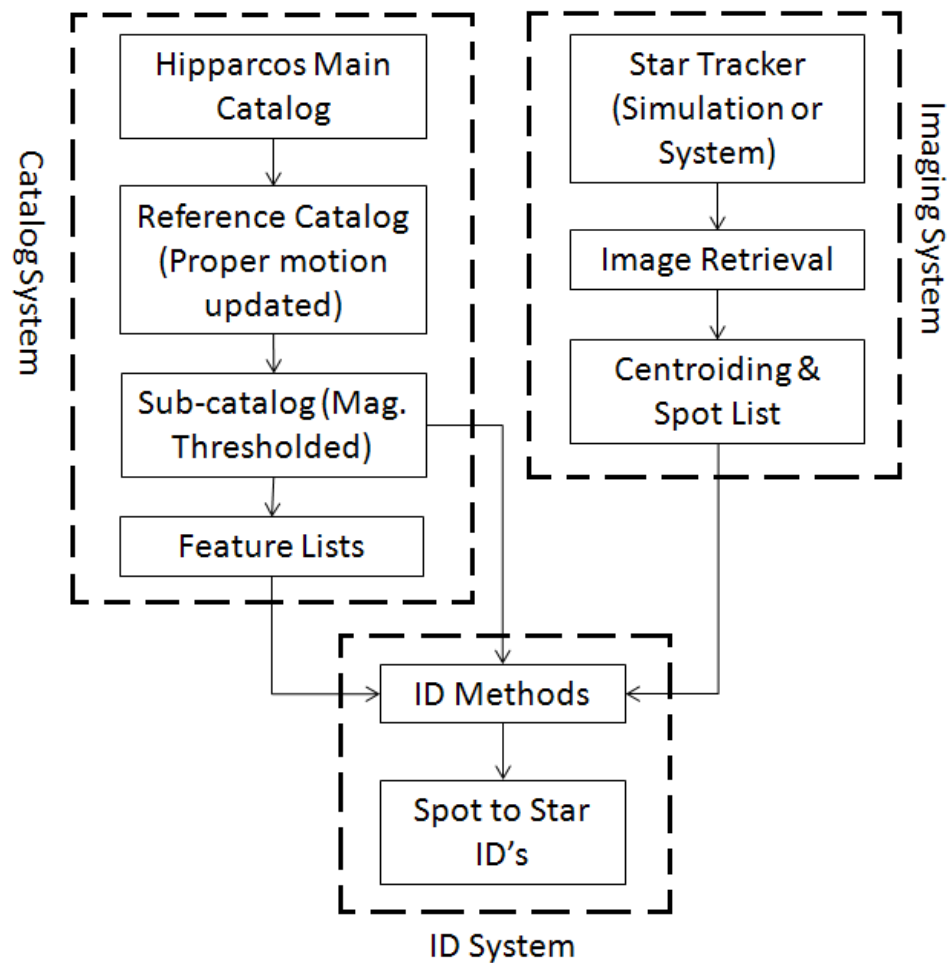 Hipparcos Main
Catalog
Reference Catalog
(Proper motion
updated)
Sub-catalog (Mag.
Thresholded)
Feature Lists
Catalog System
Star Tracker
(Simulation or
System)
Image Retrieval
Centroiding &
Spot List
Imaging System
ID Methods
Spot to Star
ID’s
ID System